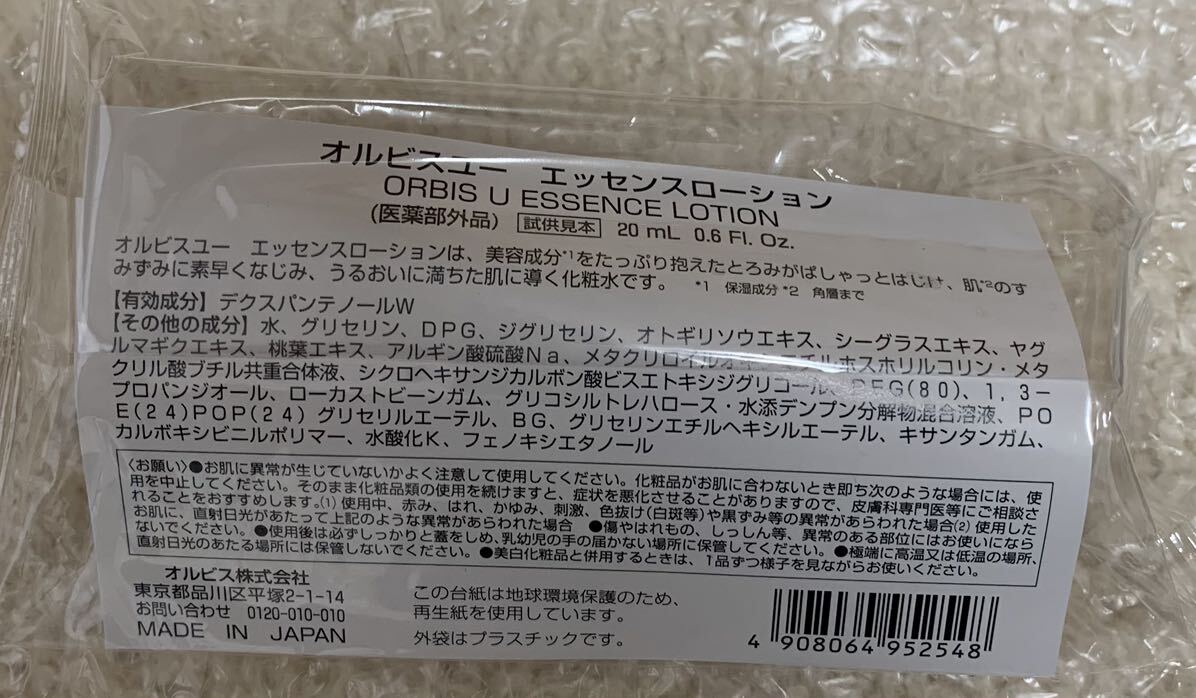 オルビスユー　エッセンスローション
ORBIS U ESSENCE LOTION
(医薬部外品) 試供見本 20 mL 0.6 Fl. Oz.
オルビスユー　エッセンスローションは、美容成分*1をたっぷり抱えたとろみがぱしゃっとはじけ、肌*2のす
みずみに素早くなじみ、うるおいに満ちた肌に導く化粧水です。 *1 保湿成分 *2 角層まで
【有効成分】デクスパンテノールW
【その他の成分】水、グリセリン、DPG、ジグリセリン、オトギリソウエキス、シーグラスエキス、ヤグ
ルマギクエキス、桃葉エキス、アルギン酸硫酸Na、メタクリロイルオキシエチルホスホリルコリン・メタ
クリル酸ブチル共重合体液、シクロヘキサンジカルボン酸ビスエトキシジグリコール、PEG(80)、1,3−
プロパンジオール、ローカストビーンガム、グリコシルトレハロース・水添デンプン分解物混合溶液、PO
E(24)POP(24)グリセリルエーテル、BG、グリセリンエチルヘキシルエーテル、キサンタンガム、
カルボキシビニルポリマー、水酸化K、フェノキシエタノール
〈お願い〉●お肌に異常が生じていないかよく注意して使用してください。化粧品がお肌に合わないとき即ち次のような場合には、使
用を中止してください。そのまま化粧品類の使用を続けますと、症状を悪化させることがありますので、皮膚科専門医等にご相談さ
れることをおすすめします。(1)使用中、赤み、はれ、かゆみ、刺激、色抜け(白斑等)や黒ずみ等の異常があらわれた場合(2)使用した
お肌に、直射日光があたって上記のような異常があらわれた場合 ●傷やはれもの、しっしん等、異常のある部位にはお使いになら
ないでください。●使用後は必ずしっかりと蓋をしめ、乳幼児の手の届かない場所に保管してください。●極端に高温又は低温の場所、
直射日光のあたる場所には保管しないでください。●美白化粧品と併用するときは、1品ずつ様子を見ながらお使いください。
オルビス株式会社
東京都品川区平塚2-1-14
お問い合わせ 0120-010-010
MADE IN JAPAN
この台紙は地球環境保護のため、
再生紙を使用しています。
外袋はプラスチックです。
4 908064 952548